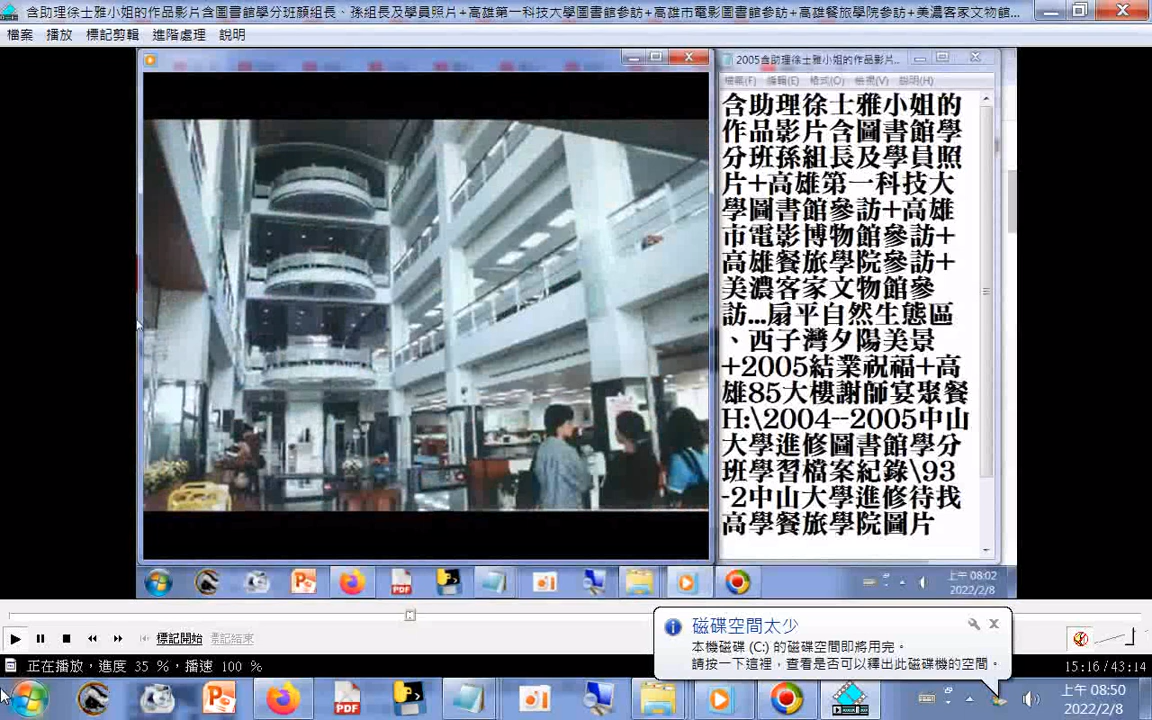 含助理徐士雅小姐的作品影片含圖書館學分班顏組長、孫組長及學員照片+高雄第一科技大學圖書館參訪+高雄市電影圖書館參訪+高雄餐旅學院參訪+美濃客家文物館...
檔案 播放 標記剪輯 進階處理 說明
2005含助理徐士雅小姐的作品影片...
檔案(F) 編輯(E) 格式(O) 檢視(V) 說明(H)
含助理徐士雅小姐的
作品影片含圖書館學
分班孫組長及學員照
片+高雄第一科技大
學圖書館參訪+高雄
市電影博物館參訪+
高雄餐旅學院參訪+
美濃客家文物館參
訪...扇平自然生態區
、西子灣夕陽美景
+2005結業祝福+高
雄85大樓謝師宴聚餐
H:\2004--2005中山
大學進修圖書館學分
班學習檔案紀錄\93
-2中山大學進修待找
高學餐旅學院圖片
上午 08:02
2022/2/8
磁碟空間太少
本機磁碟 (C:) 的磁碟空間即將用完。
請按一下這裡，查看是否可以釋出此磁碟機的空間。
標記開始 標記結束
正在播放，進度 35 %，播速 100 %
15:16/43:14
上午 08:50
2022/2/8